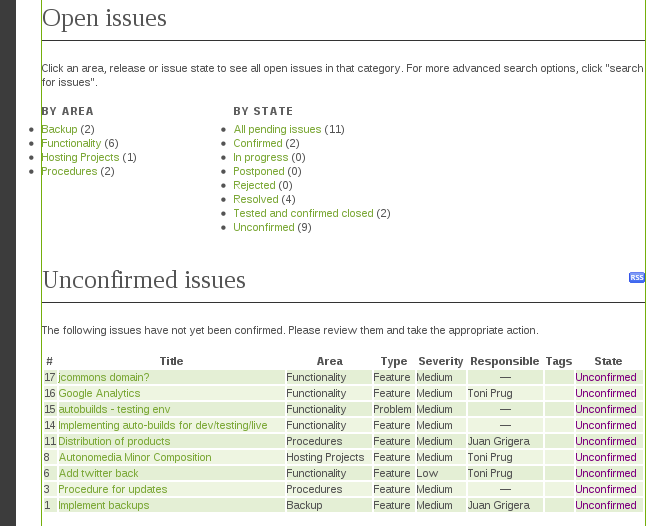 Open issues
Click an area, release or issue state to see all open issues in that category. For more advanced search options, click "search
for issues".
BY AREA
Backup (2)
Functionality (6)
Hosting Projects (1)
Procedures (2)
BY STATE
All pending issues (11)
Confirmed (2)
In progress (0)
Postponed (0)
Rejected (0)
Resolved (4)
Tested and confirmed closed (2)
Unconfirmed (9)
Unconfirmed issues
RSS
The following issues have not yet been confirmed. Please review them and take the appropriate action.
# Title Area Type Severity Responsible Tags State
17 jcommons domain? Functionality Feature Medium — Unconfirmed
16 Google Analytics Functionality Feature Medium Toni Prug Unconfirmed
15 autobuilds - testing env Functionality Problem Medium — Unconfirmed
14 Implementing auto-builds for dev/testing/live Functionality Feature Medium — Unconfirmed
11 Distribution of products Procedures Feature Medium Juan Grigera Unconfirmed
8 Autonomedia Minor Composition Hosting Projects Feature Medium Toni Prug Unconfirmed
6 Add twitter back Functionality Feature Low Toni Prug Unconfirmed
3 Procedure for updates Procedures Feature Medium — Unconfirmed
1 Implement backups Backup Feature Medium Juan Grigera Unconfirmed